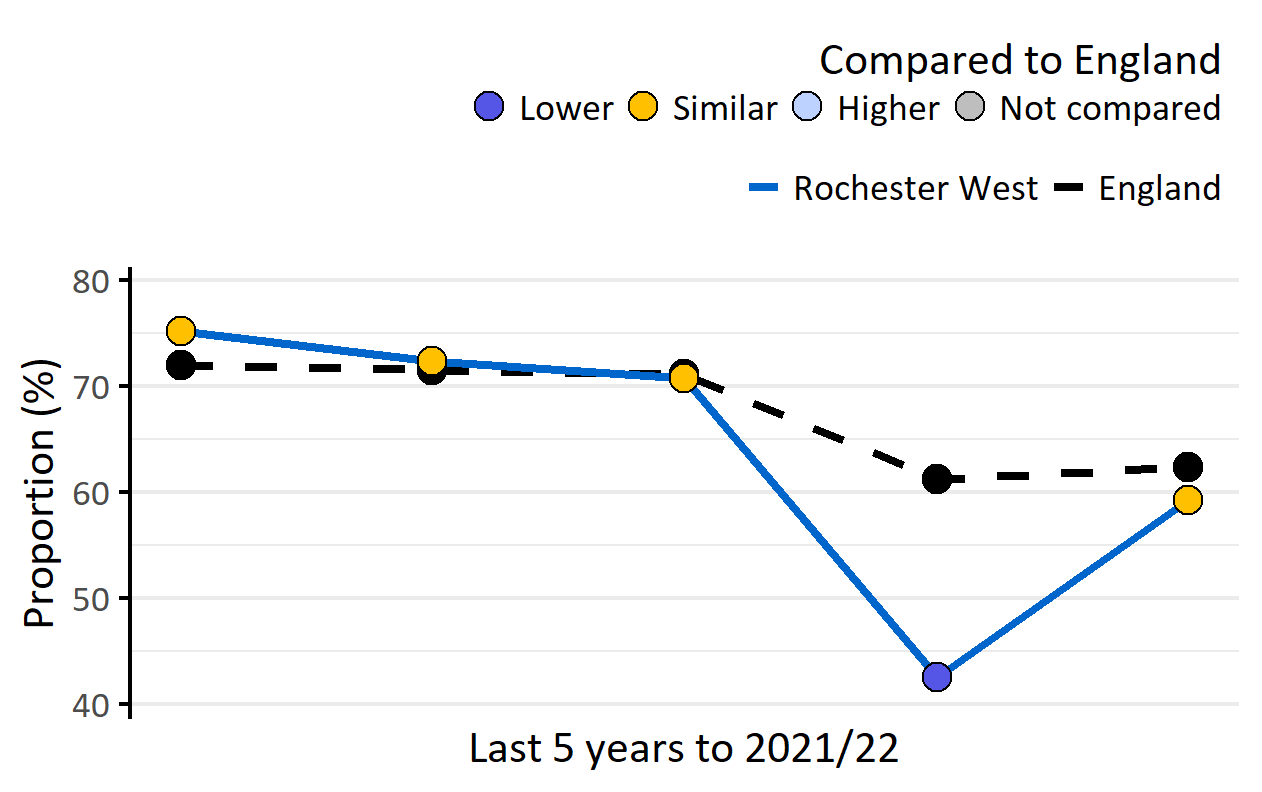 Compared to England
Lower Similar Higher Not compared
Rochester West England
80
70
60
50
40
Proportion (%)
Last 5 years to 2021/22